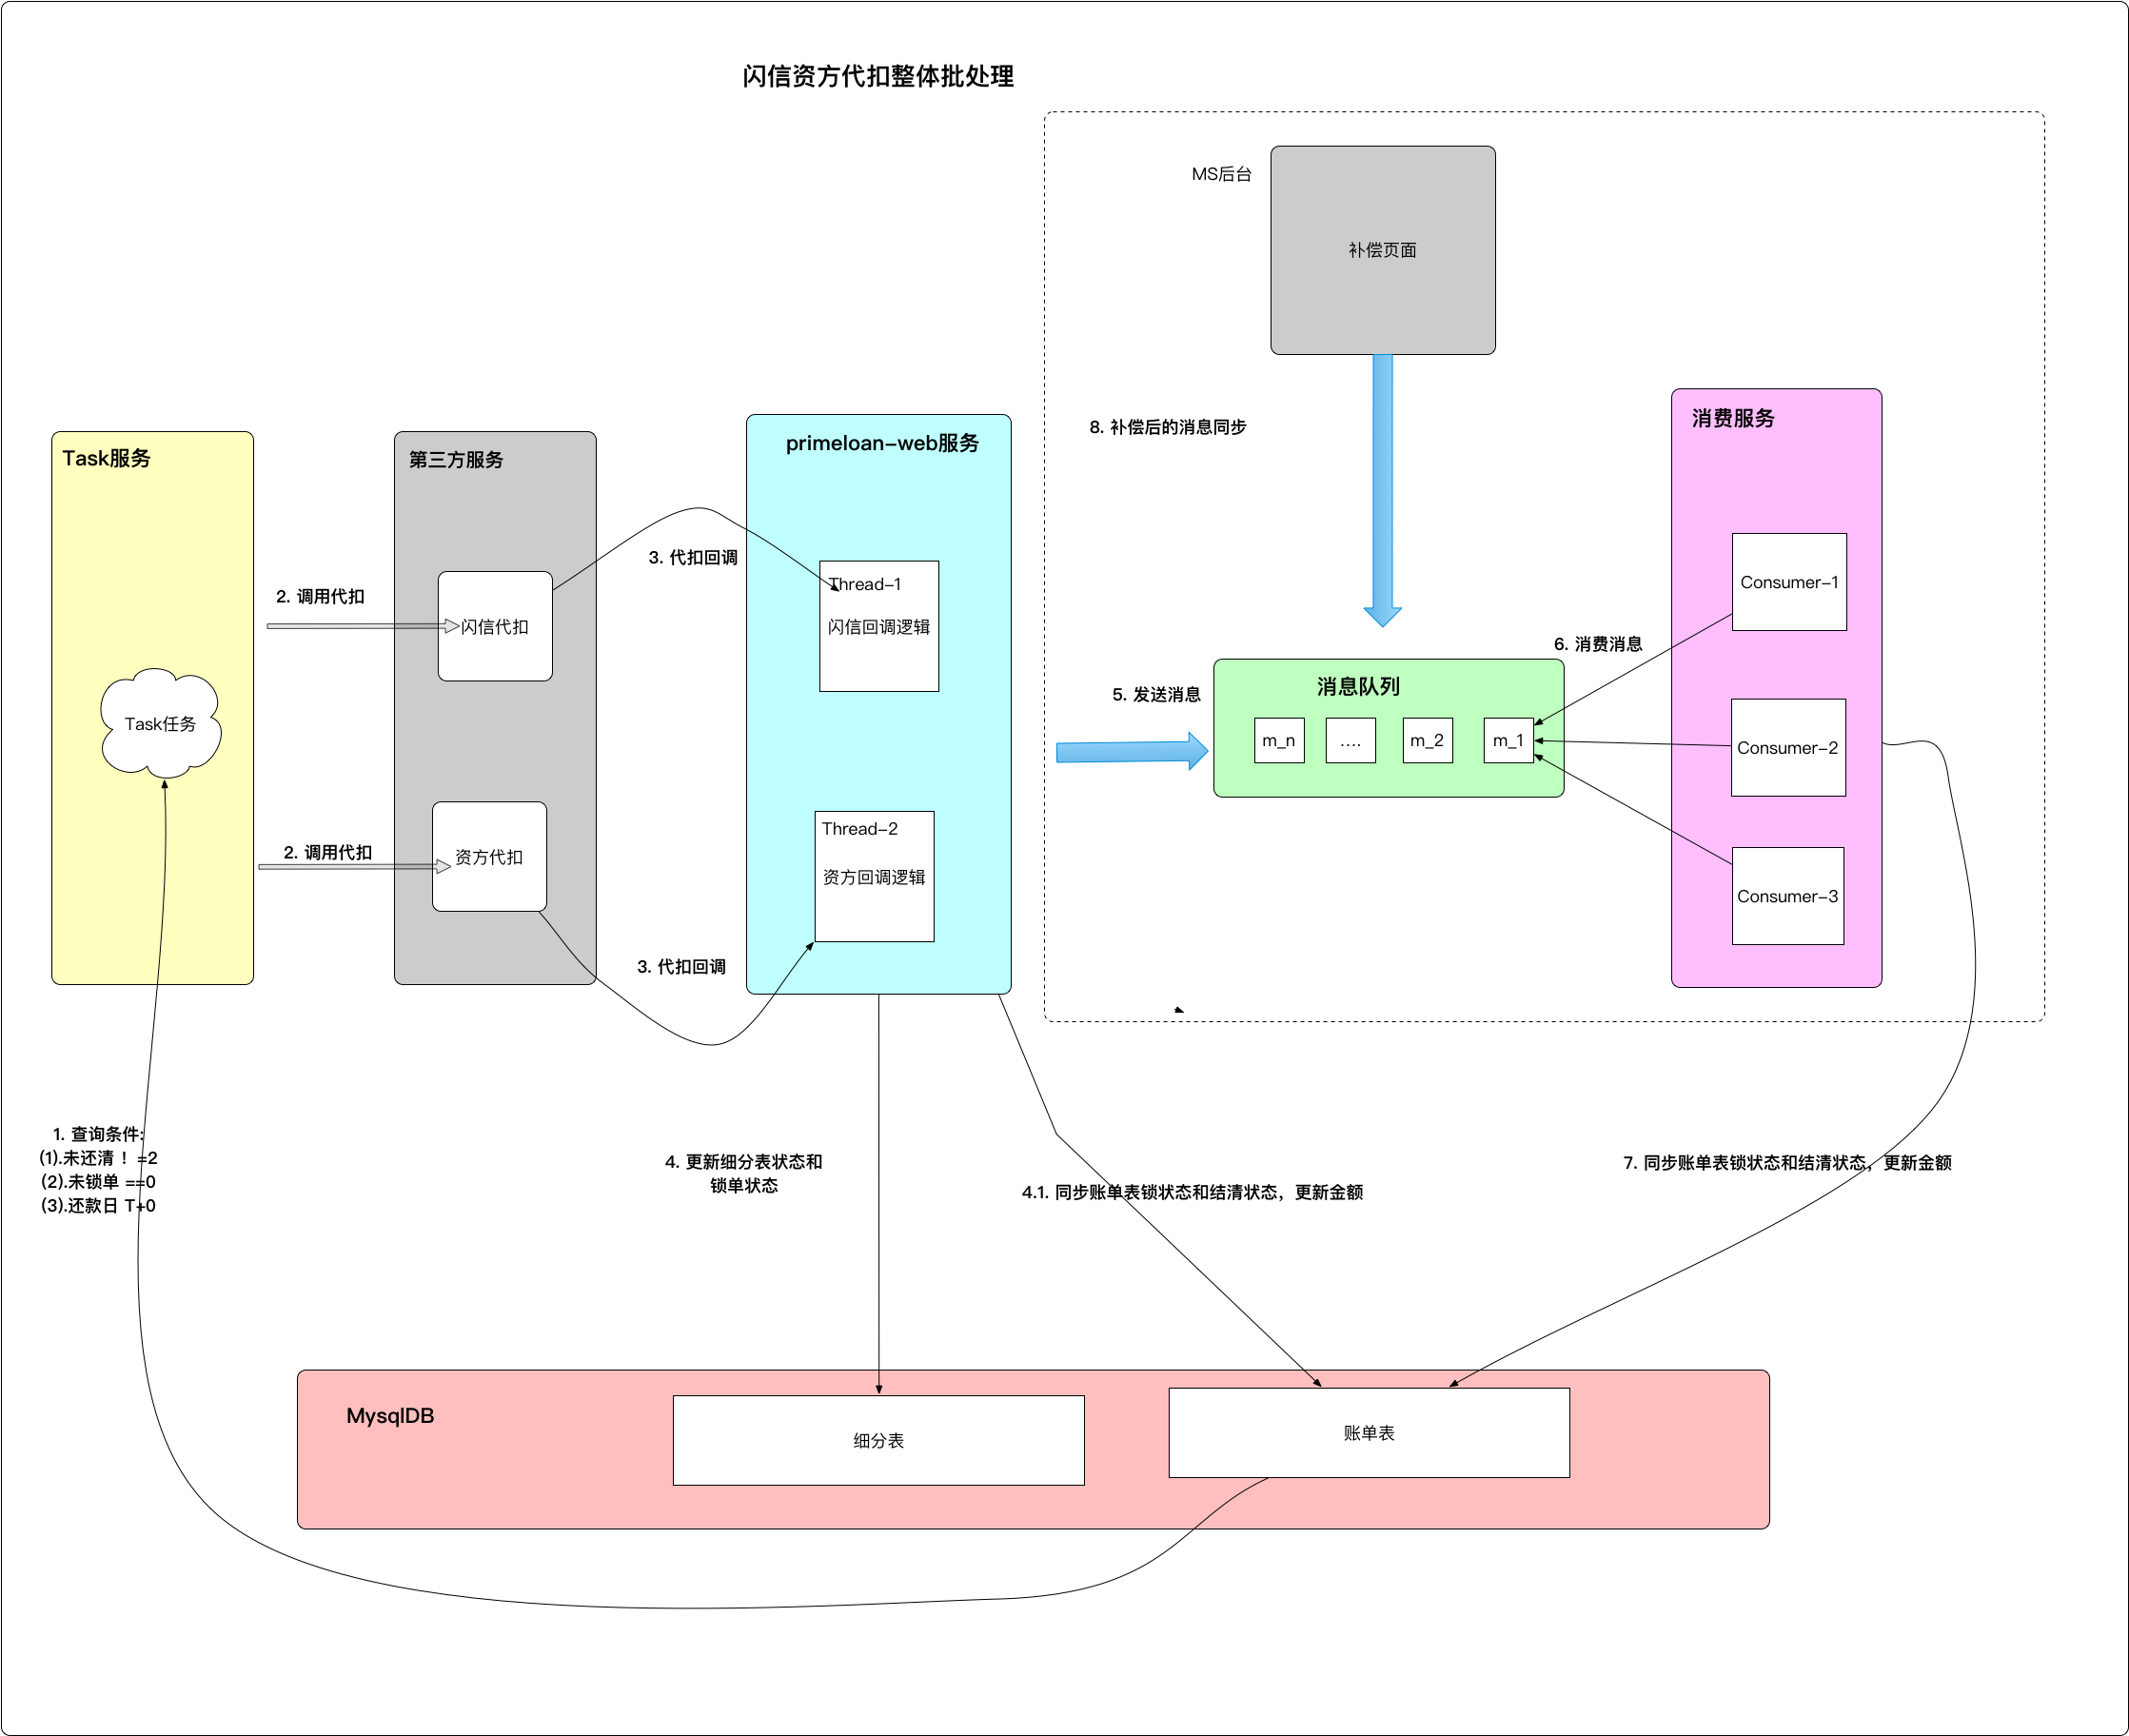 闪信资方代扣整体批处理
MS后台
补偿页面
8. 补偿后的消息同步
Task服务
第三方服务
primeloan-web服务
消费服务
2. 调用代扣
闪信代扣
3. 代扣回调
Thread-1
闪信回调逻辑
Consumer-1
6. 消费消息
5. 发送消息
消息队列
m_n
....
m_2
m_1
Consumer-2
Task任务
2. 调用代扣
资方代扣
Thread-2
资方回调逻辑
Consumer-3
3. 代扣回调
1. 查询条件:
(1).未还清 ！=2
(2).未锁单 ==0
(3).还款日 T+0
4. 更新细分表状态和
锁单状态
4.1. 同步账单表锁状态和结清状态，更新金额
7. 同步账单表锁状态和结清状态，更新金额
MysqlDB
细分表
账单表